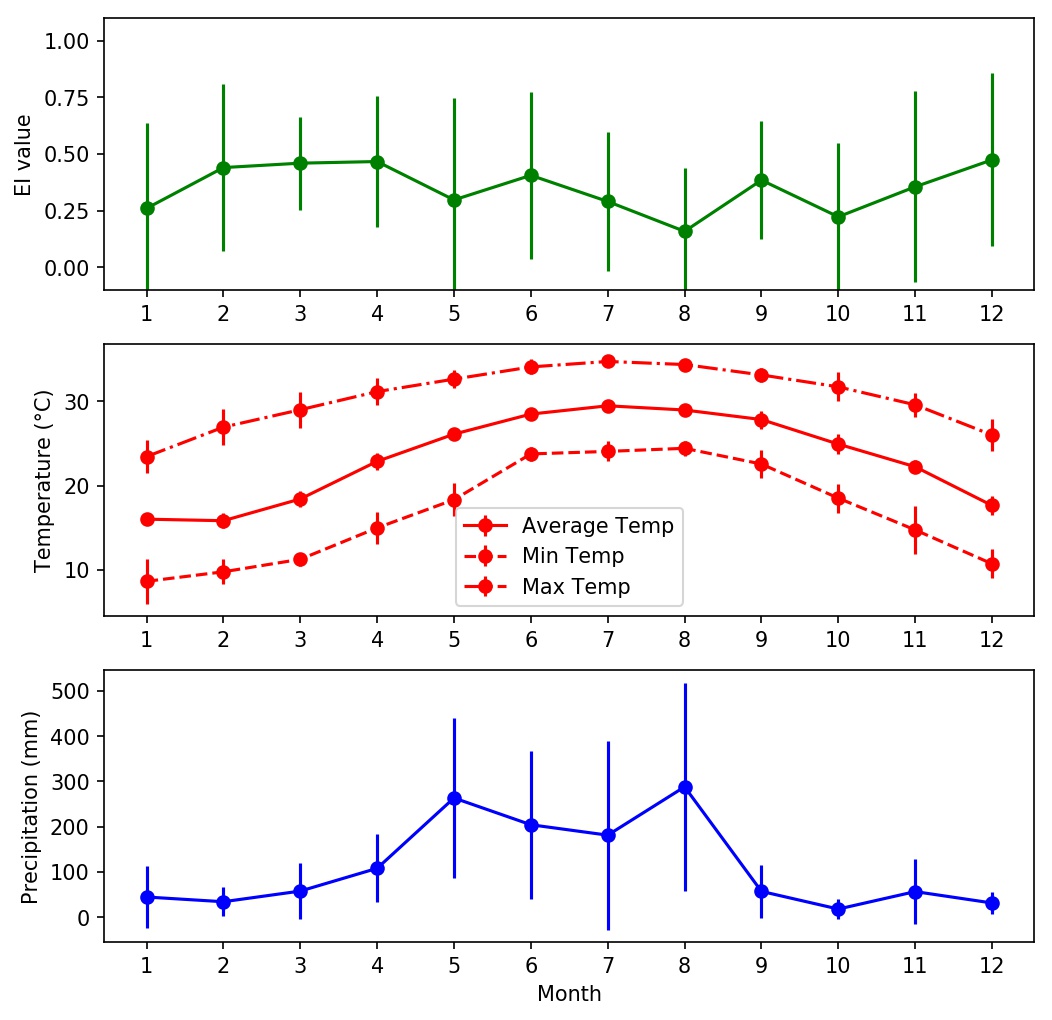 EI value
1.00
0.75
0.50
0.25
0.00
1 2 3 4 5 6 7 8 9 10 11 12
Temperature (°C)
30
20
10
Average Temp
Min Temp
Max Temp
1 2 3 4 5 6 7 8 9 10 11 12
Precipitation (mm)
500
400
300
200
100
0
1 2 3 4 5 6 7 8 9 10 11 12
Month